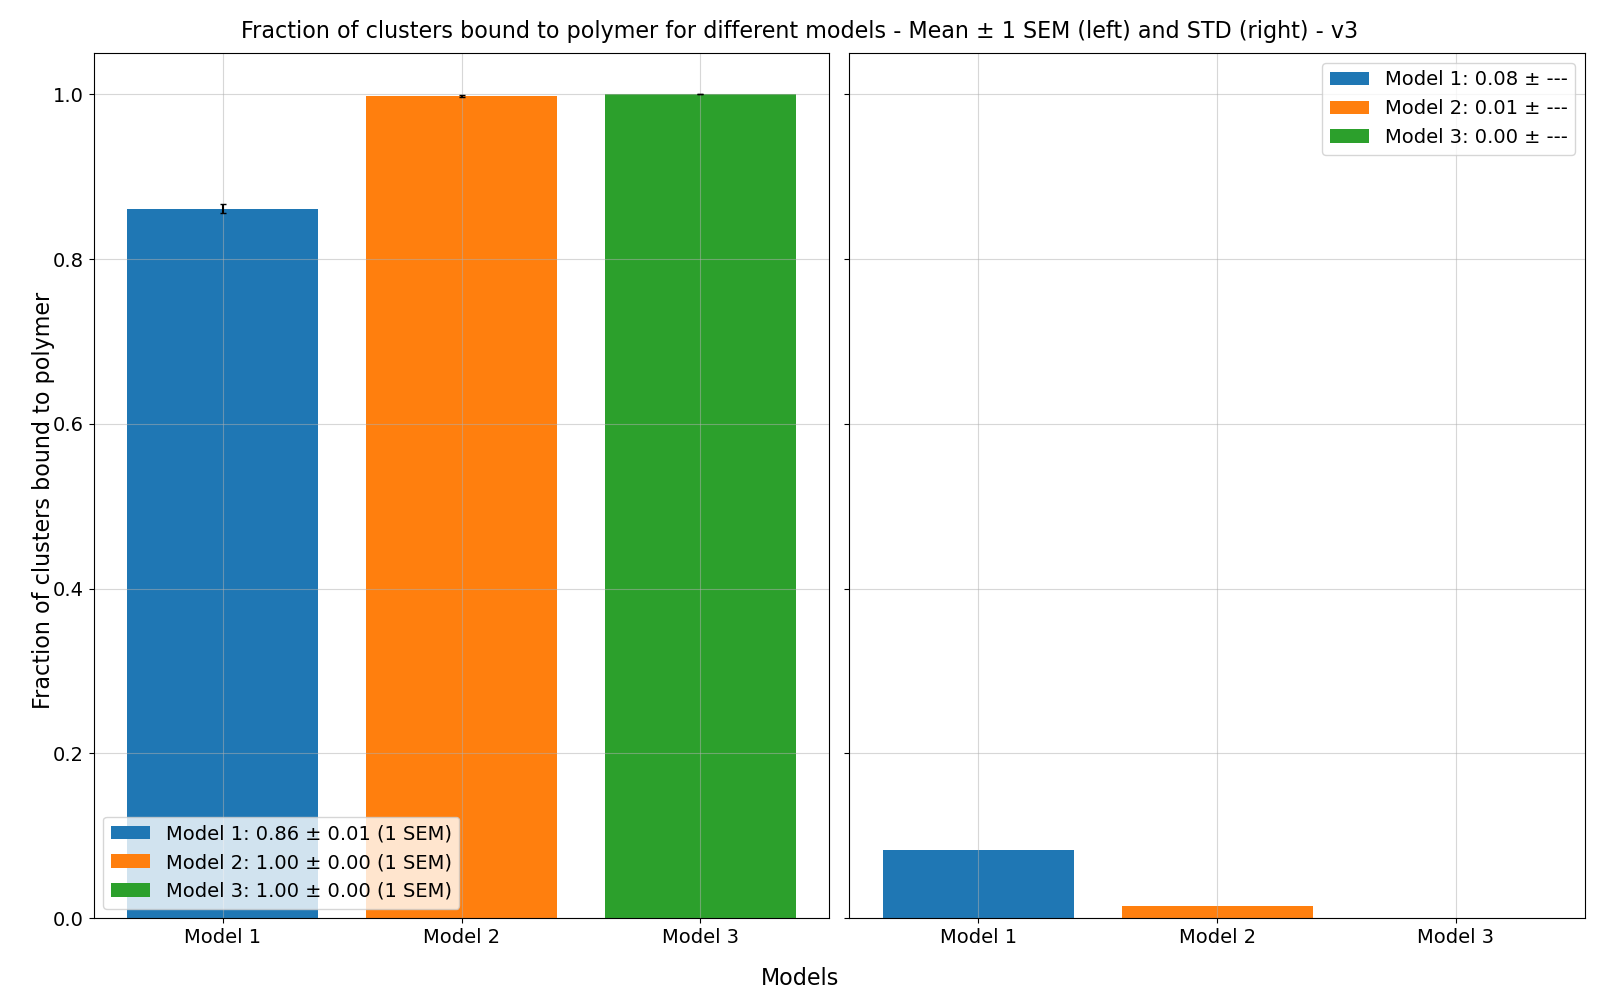 Fraction of clusters bound to polymer for different models - Mean ± 1 SEM (left) and STD (right) - v3
Fraction of clusters bound to polymer
1.0
0.8
0.6
0.4
0.2
0.0
Model 1: 0.86 ± 0.01 (1 SEM)
Model 2: 1.00 ± 0.00 (1 SEM)
Model 3: 1.00 ± 0.00 (1 SEM)
Model 1
Model 2
Model 3
Model 1: 0.08 ± ---
Model 2: 0.01 ± ---
Model 3: 0.00 ± ---
Model 1
Model 2
Model 3
Models